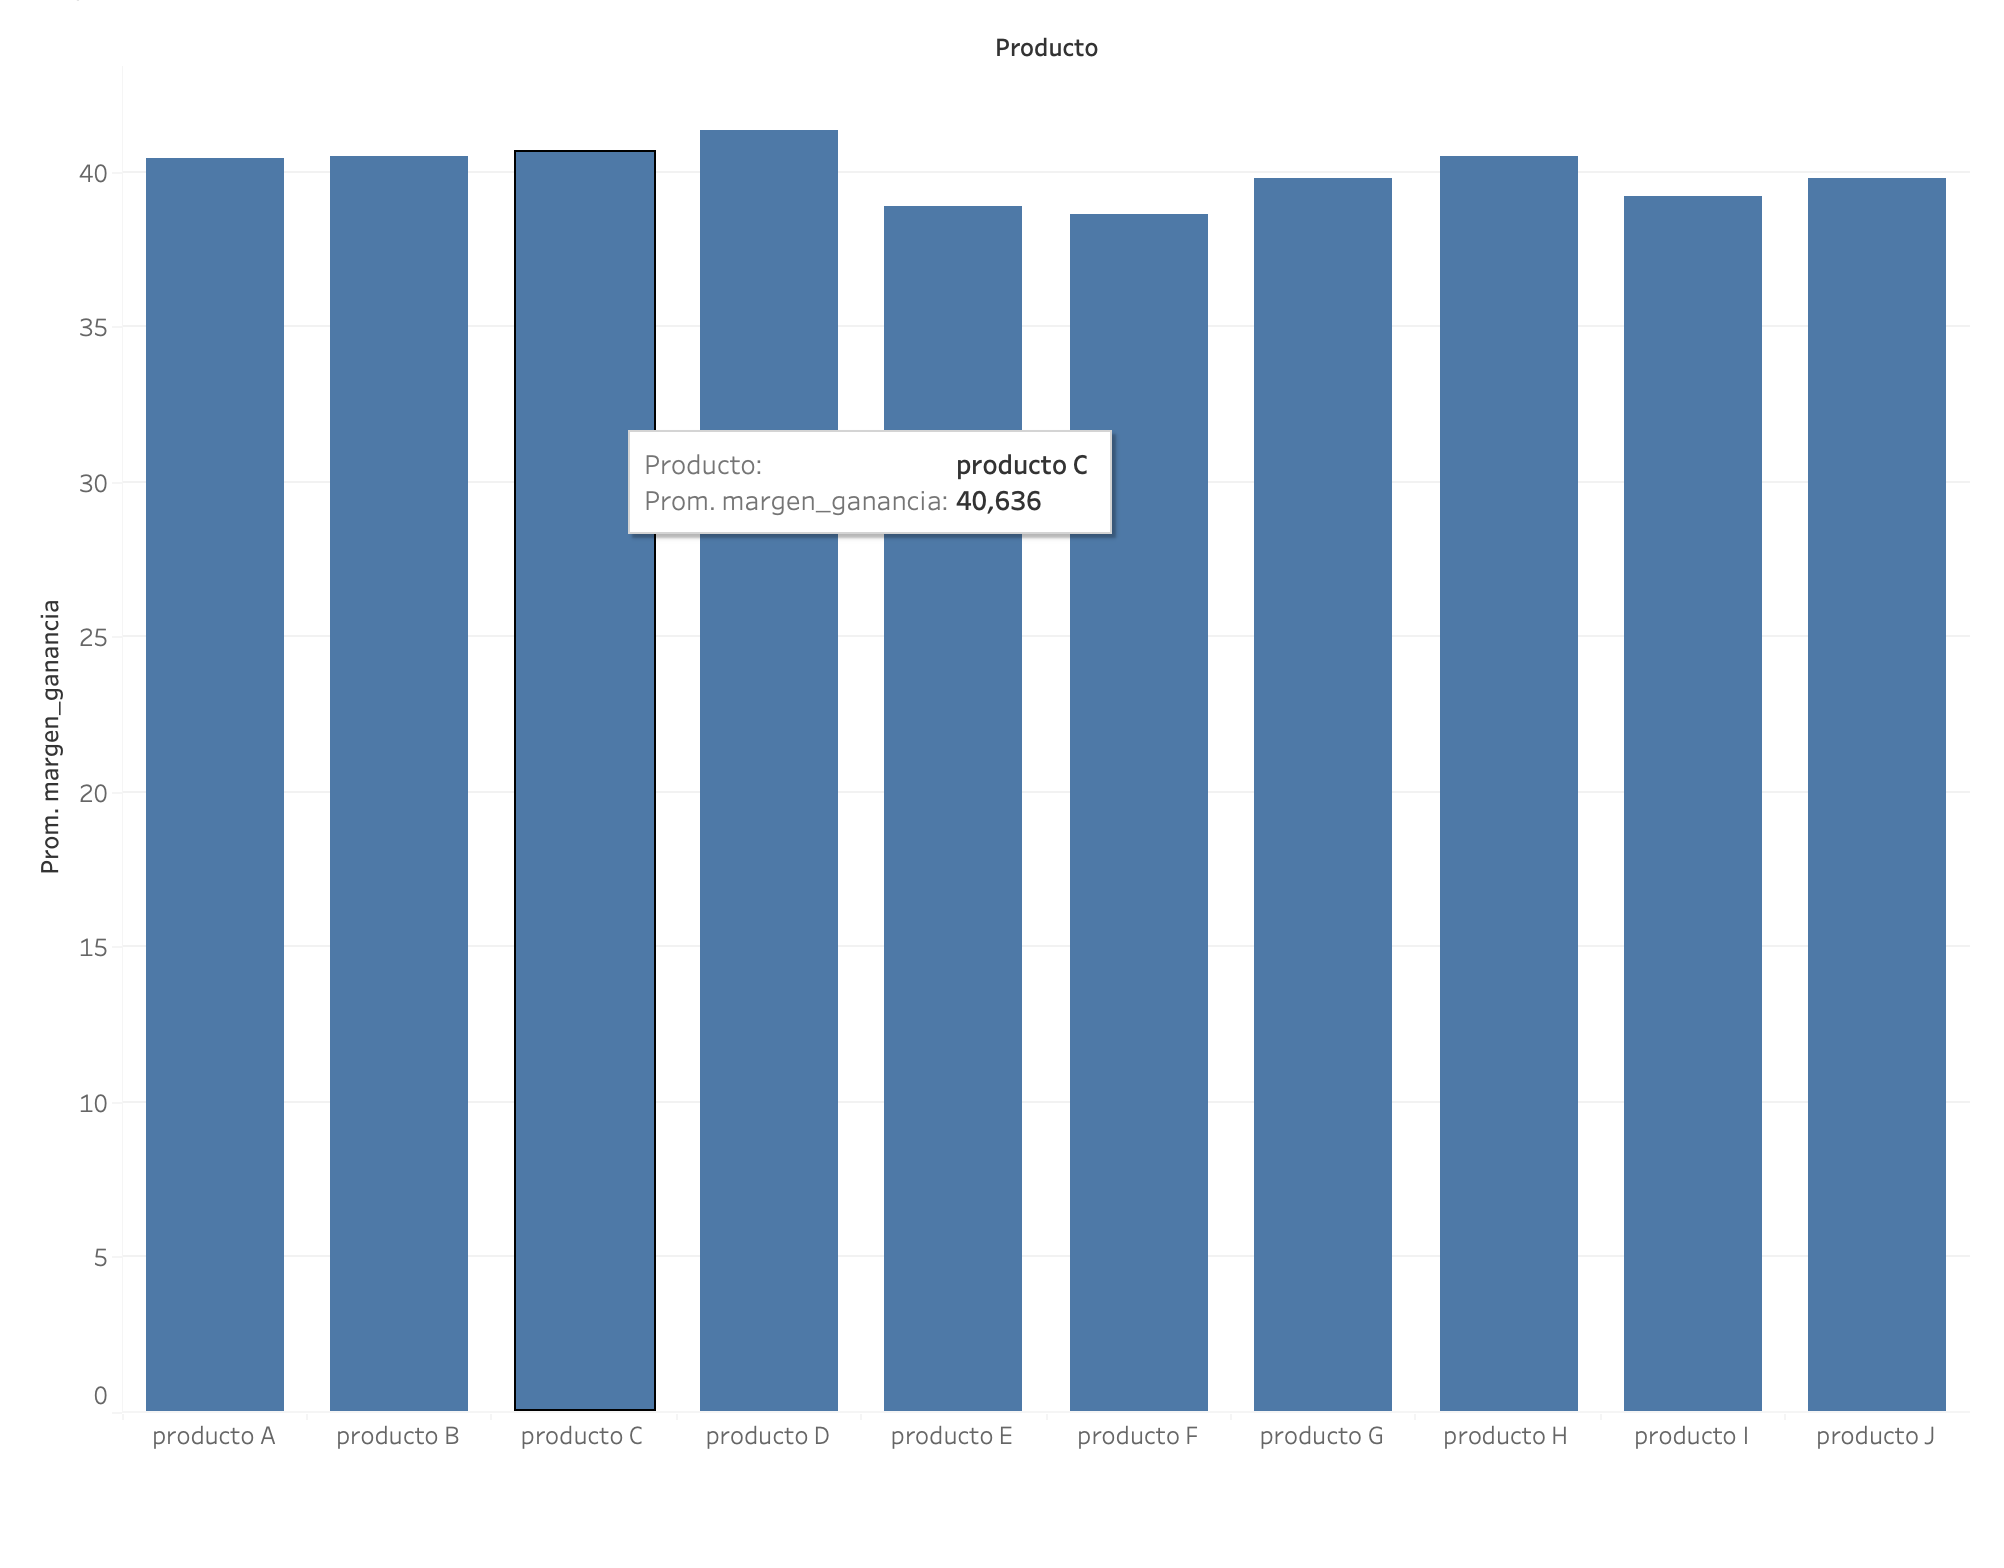 Producto
40
35
30
25
20
15
10
5
0
Prom. margen_ganancia
Producto: producto C
Prom. margen_ganancia: 40,636
producto A producto B producto C producto D producto E producto F producto G producto H producto I producto J